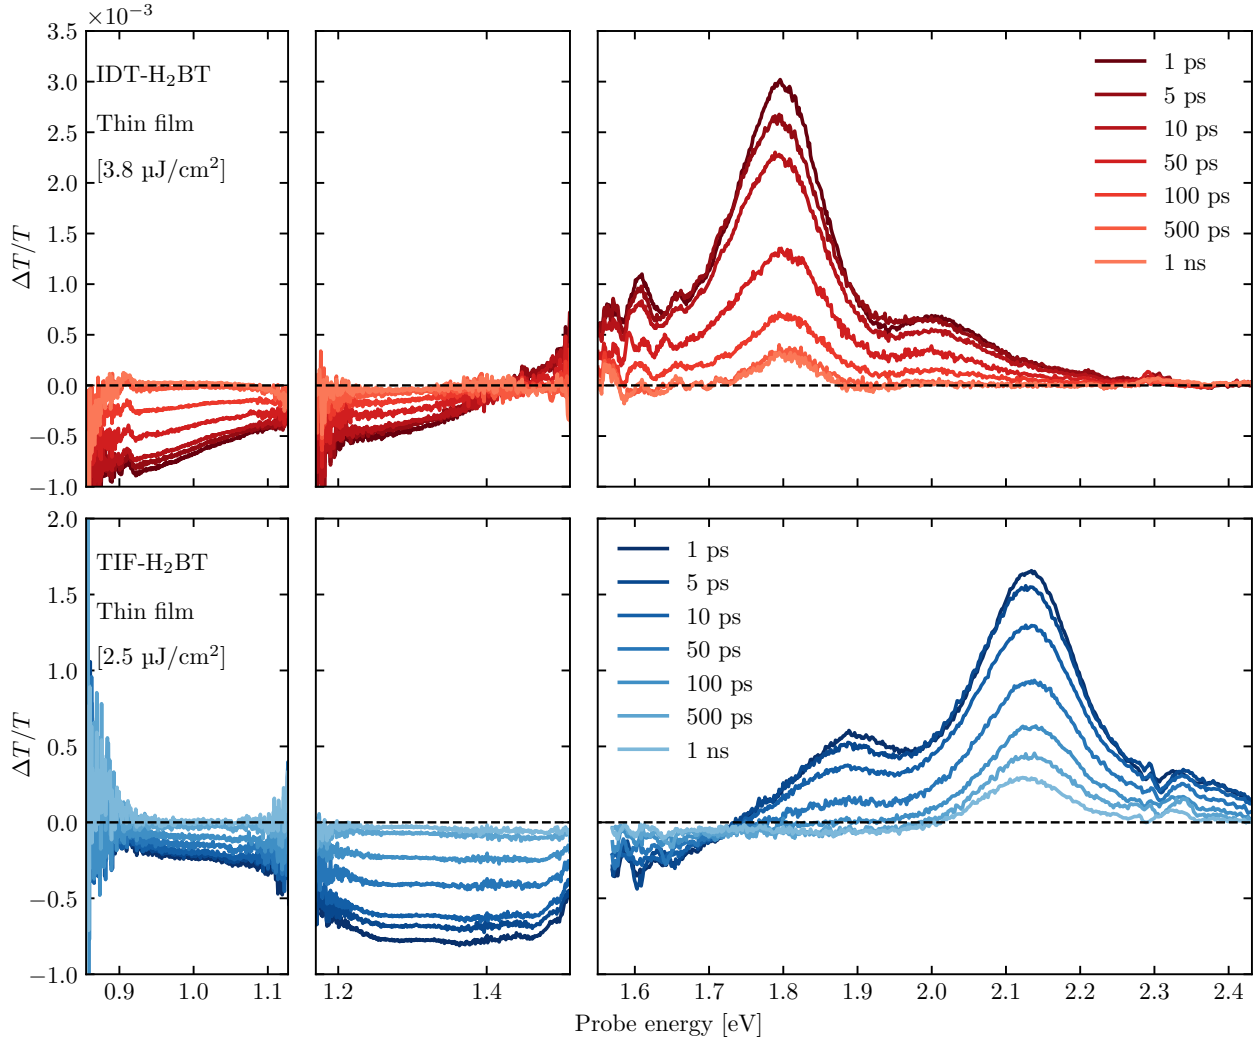 ×10⁻³
3.5
3.0
2.5
2.0
1.5
1.0
0.5
0.0
−0.5
−1.0
ΔT/T
IDT-H₂BT
Thin film
[3.8 µJ/cm²]
1 ps
5 ps
10 ps
50 ps
100 ps
500 ps
1 ns
2.0
1.5
1.0
0.5
0.0
−0.5
−1.0
ΔT/T
TIF-H₂BT
Thin film
[2.5 µJ/cm²]
1 ps
5 ps
10 ps
50 ps
100 ps
500 ps
1 ns
0.9 1.0 1.1 1.2 1.4 1.6 1.7 1.8 1.9 2.0 2.1 2.2 2.3 2.4
Probe energy [eV]